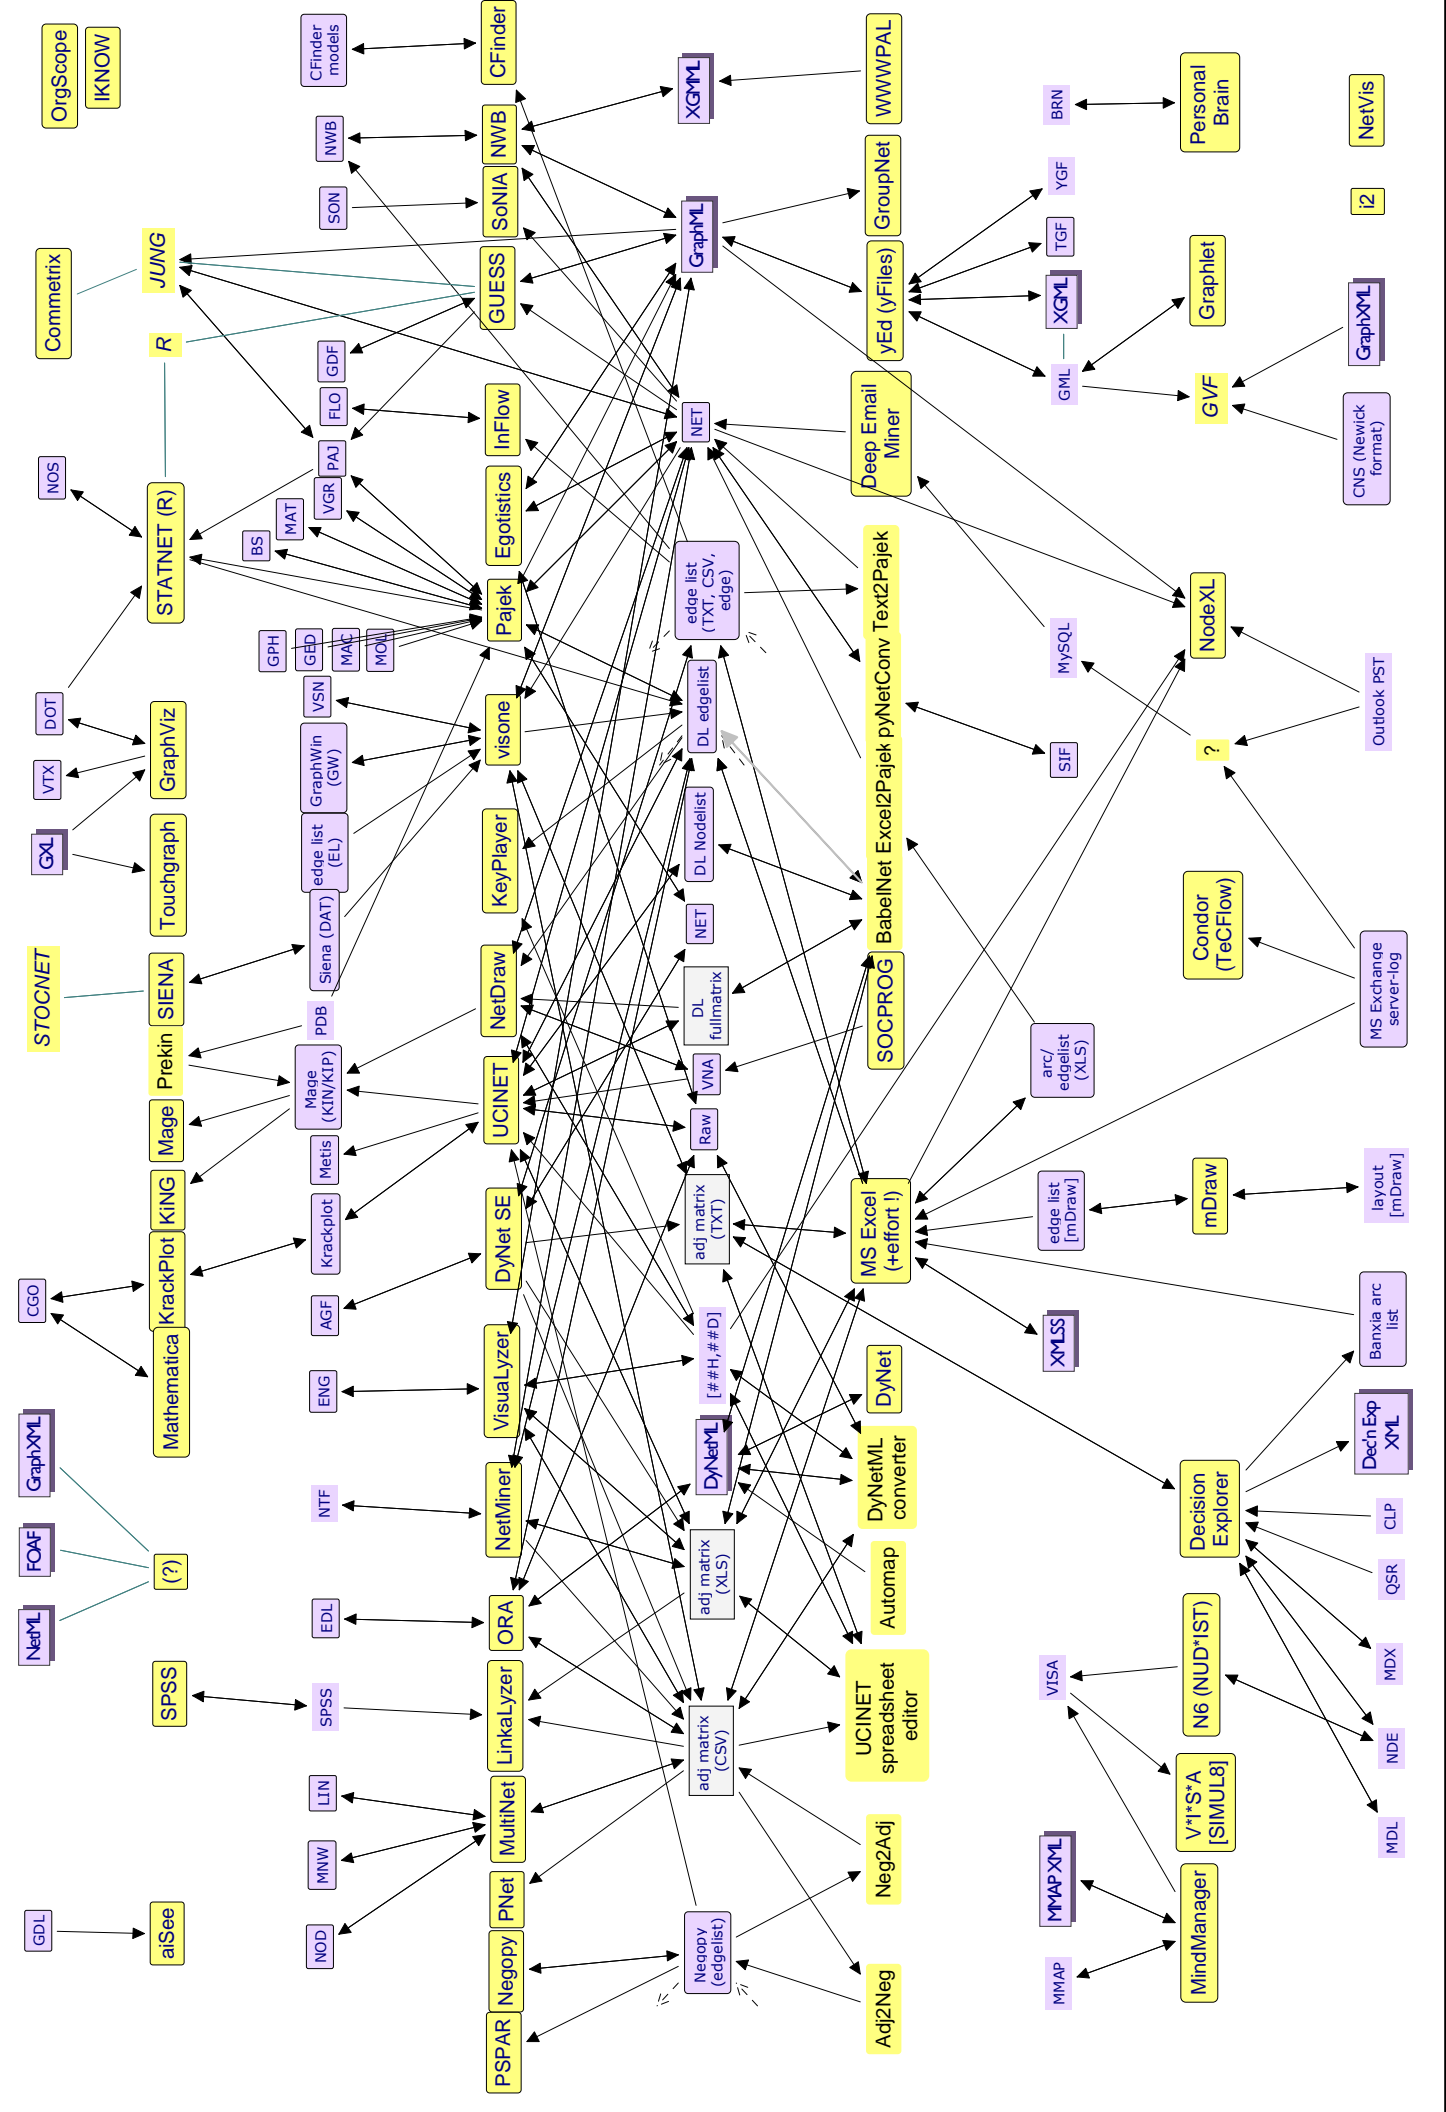 OrgScope
IKNOW
Commetrix
NOS
DOT
VTX
GXL
STOCNET
CGO
GraphXML
FOAF
NetML
GDL
JUNG
R
STATNET (R)
GraphViz
Touchgraph
SIENA
Prekin
Mage
KiNG
KrackPlot
Mathematica
(?)
SPSS
aiSee
CFinder
models
NWB
SON
GDF
FLO
PAJ
VGR
MAT
BS
GPH
GED
MAC
MOL
VSN
GraphWin
(GW)
edge list
(EL)
Siena (DAT)
PDB
Mage
(KIN/KIP)
Metis
Krackplot
AGF
ENG
NTF
EDL
SPSS
LIN
MNW
NOD
CFinder
NWB
SoNIA
GUESS
InFlow
Egotistics
Pajek
visone
KeyPlayer
NetDraw
UCINET
DyNet SE
VisuaLyzer
NetMiner
ORA
LinkaLyzer
MultiNet
PNet
Negopy
PSPAR
XGMML
GraphML
NET
edge list
(TXT, CSV,
edge)
DL edgelist
DL Nodelist
NET
DL
fullmatrix
VNA
Raw
adj matrix
(TXT)
[##H,##D]
DyNetML
adj matrix
(XLS)
adj matrix
(CSV)
Negopy
(edgelist)
WWWPAL
GroupNet
yEd (yFiles)
Deep Email
Miner
Text2Pajek
pyNetConv
Excel2Pajek
BabelNet
SOCPROG
MS Excel
(+effort !)
DyNet
DyNetML
converter
Automap
UCINET
spreadsheet
editor
Neg2Adj
Adj2Neg
BRN
YGF
TGF
XGML
GML
MySQL
SIF
arc/
edgelist
(XLS)
edge list
[mDraw]
XMLSS
VISA
MMAP XML
MMAP
Personal
Brain
Graphlet
GVF
NodeXL
?
Condor
(TeCFlow)
mDraw
Decision
Explorer
N6 (NUD*IST)
V*I*S*A
[SIMUL8]
MindManager
NetVis
i2
GraphXML
CNS (Newick
format)
Outlook PST
MS Exchange
server-log
layout
[mDraw]
Banxia arc
list
Dec'n Exp
XML
CLP
QSR
MDX
NDE
MDL